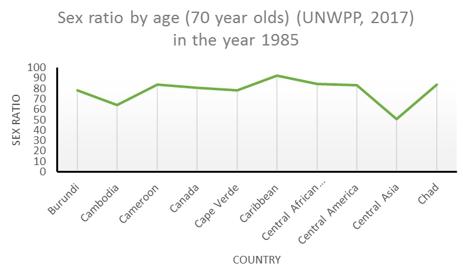 Sex ratio by age (70 year olds) (UNWPP, 2017)
in the year 1985
100
90
80
70
60
50
40
30
20
10
0
SEX RATIO
Burundi
Cambodia
Cameroon
Canada
Cape Verde
Caribbean
Central African...
Central America
Central Asia
Chad
COUNTRY